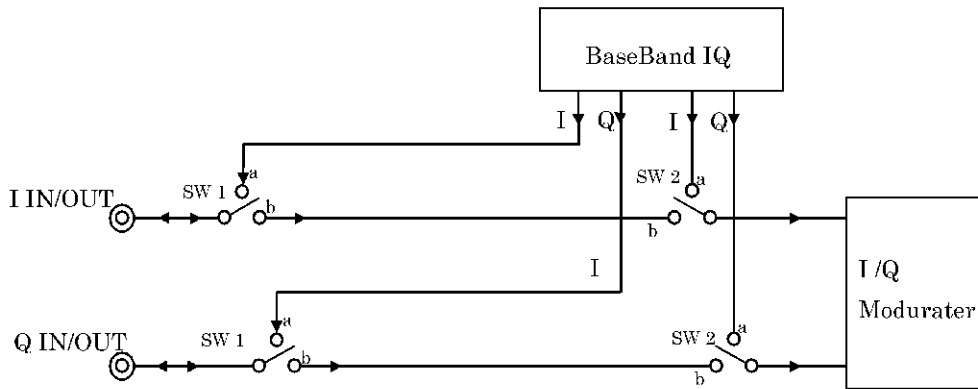 BaseBand IQ
I Q I Q
a
SW 1
b
SW 2
a
b
I IN/OUT
I /Q
Modurater
I
a
SW 1
b
SW 2
a
b
Q IN/OUT